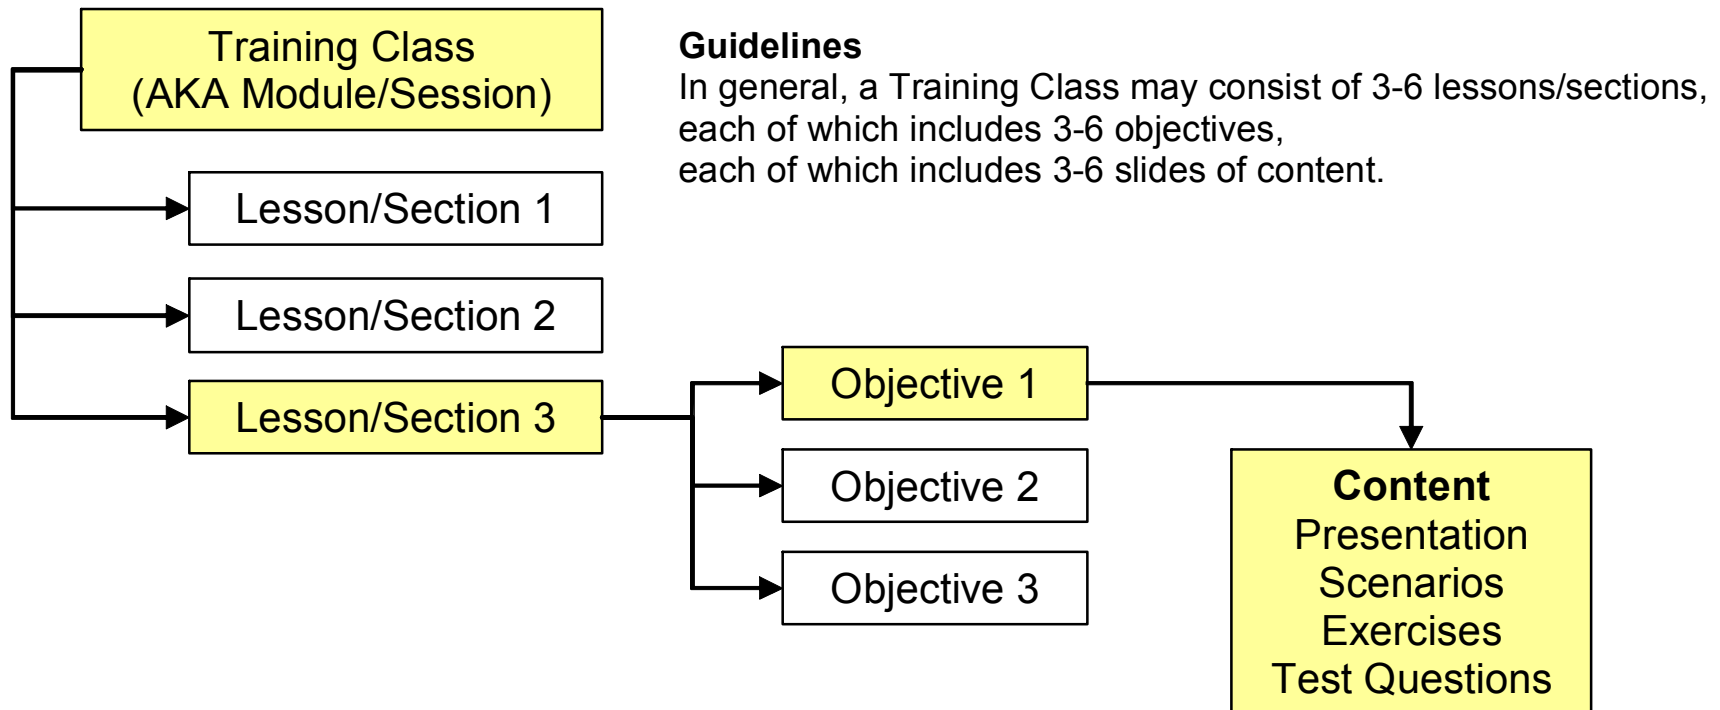 Training Class
(AKA Module/Session)
Guidelines
In general, a Training Class may consist of 3-6 lessons/sections,
each of which includes 3-6 objectives,
each of which includes 3-6 slides of content.
Lesson/Section 1
Lesson/Section 2
Lesson/Section 3
Objective 1
Objective 2
Objective 3
Content
Presentation
Scenarios
Exercises
Test Questions